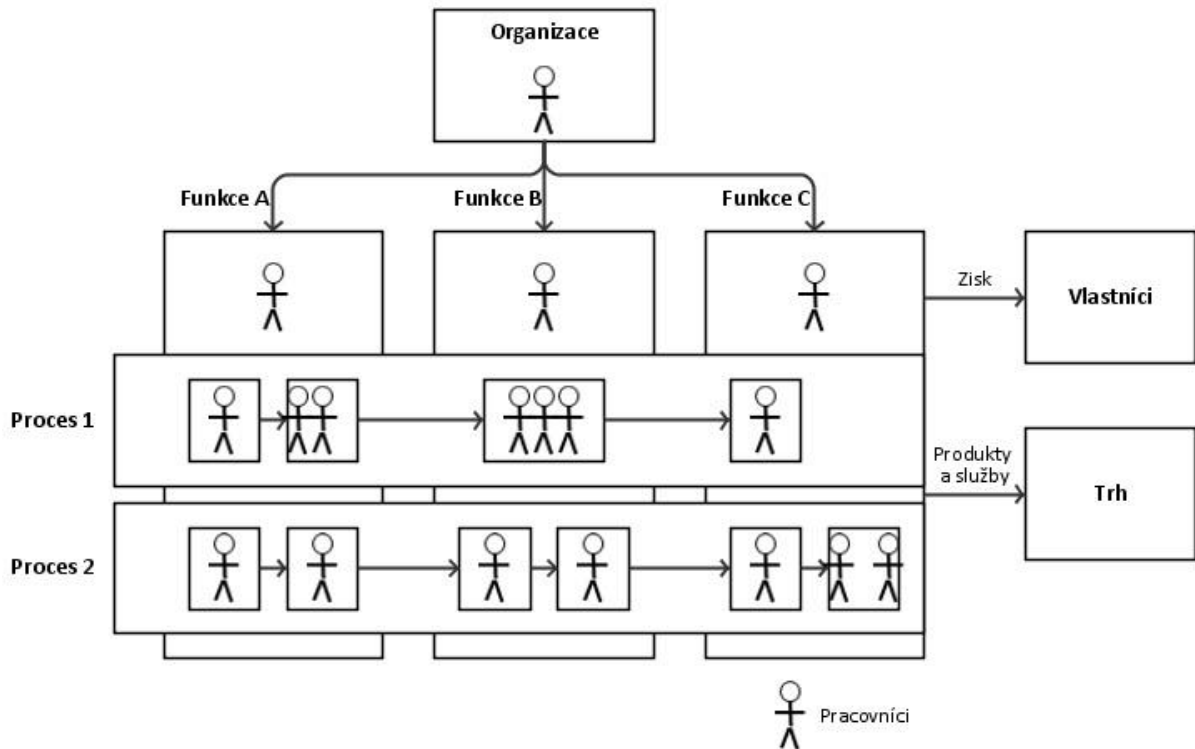 Organizace
Funkce A
Funkce B
Funkce C
Zisk
Vlastníci
Proces 1
Produkty
a služby
Trh
Proces 2
Pracovníci